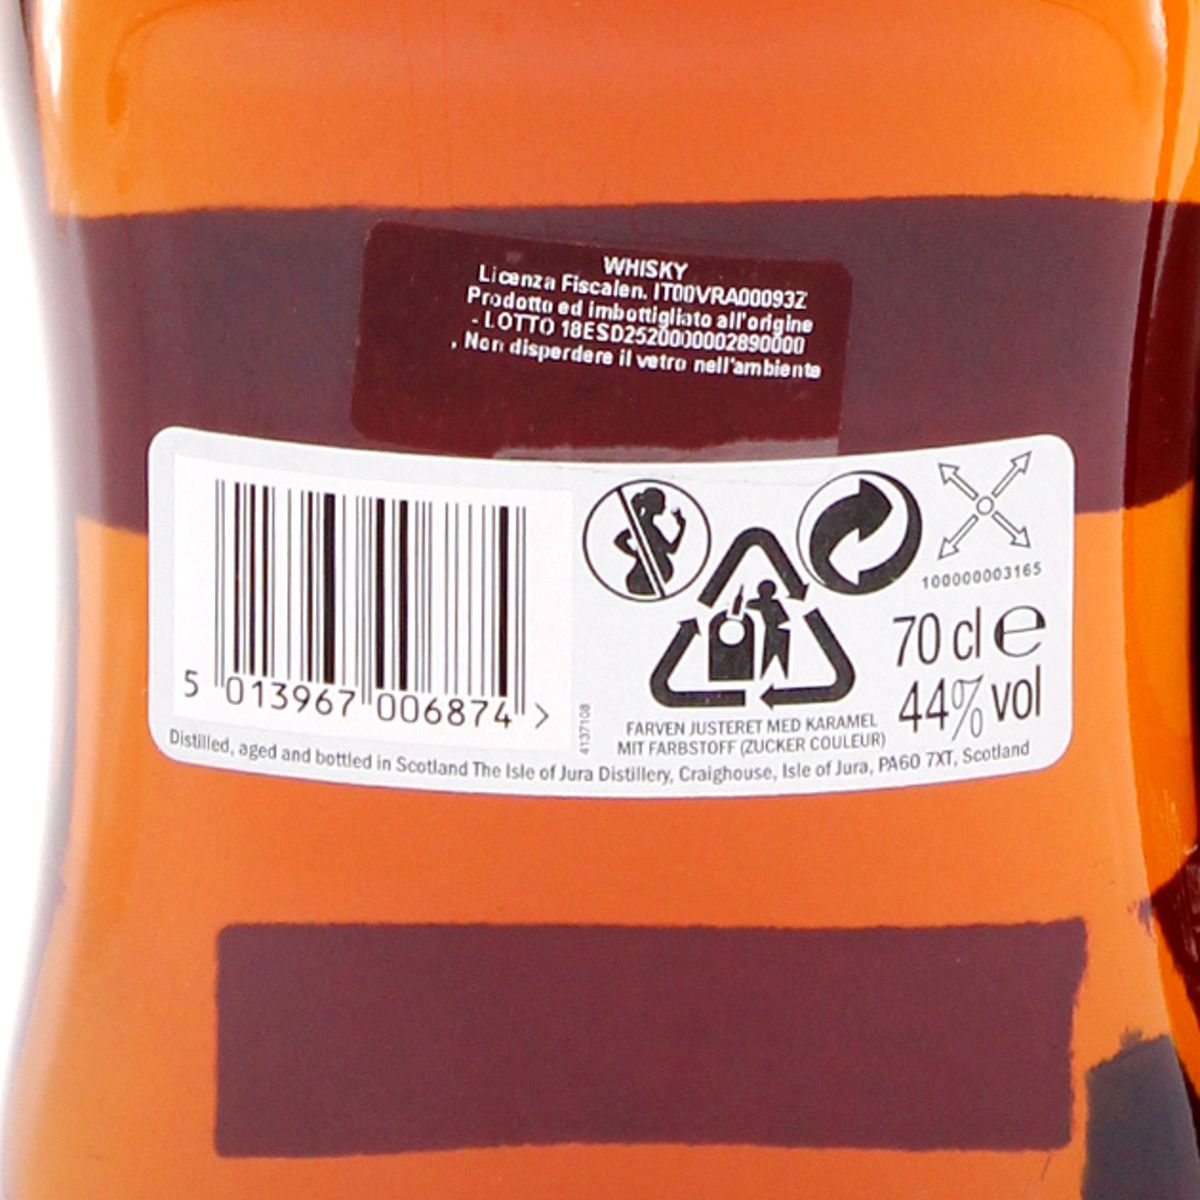 WHISKY
Licenza Fiscalen. IT00VRA00093Z
Prodotto ed imbottigliato all'origine
- LOTTO 18ESD2520000002890000
, Non disperdere il vetro nell'ambiente
100000003165
70 cl e
44% vol
5 013967 006874 >
4137108
FARVEN JUSTERET MED KARAMEL
MIT FARBSTOFF (ZUCKER COULEUR)
Distilled, aged and bottled in Scotland The Isle of Jura Distillery, Craighouse, Isle of Jura, PA60 7XT, Scotland